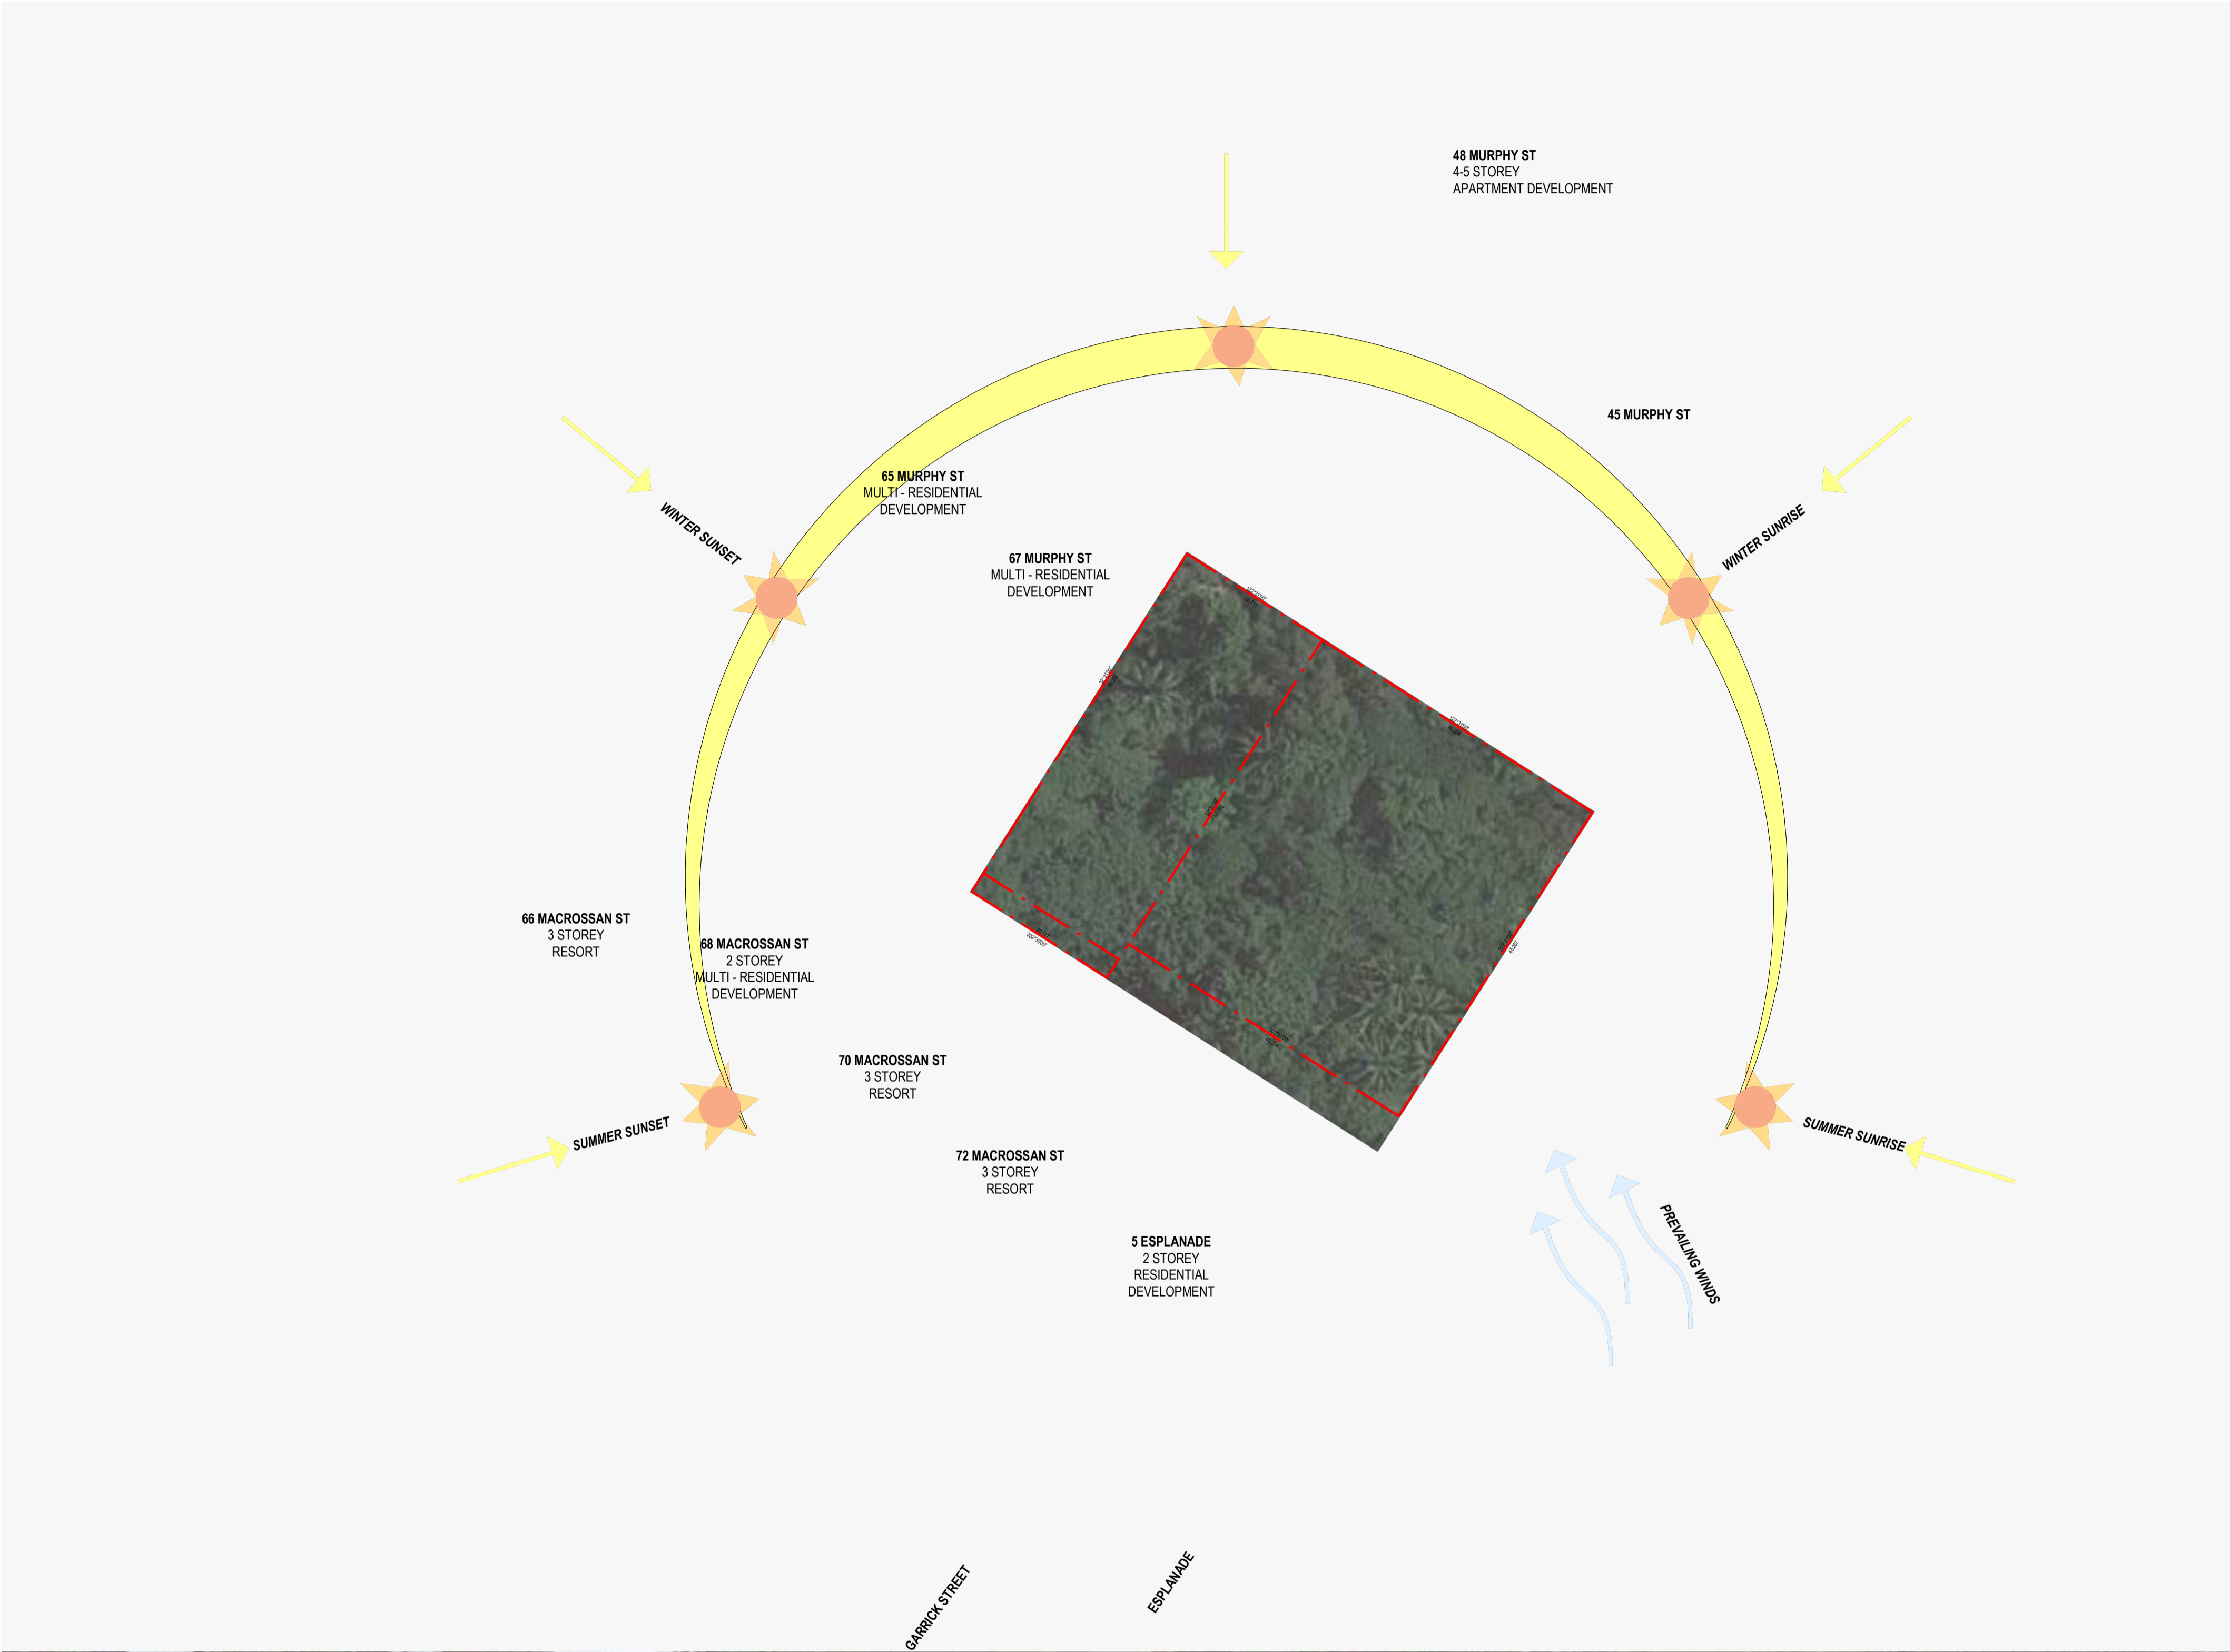 48 MURPHY ST
4-5 STOREY
APARTMENT DEVELOPMENT
45 MURPHY ST
65 MURPHY ST
MULTI - RESIDENTIAL
DEVELOPMENT
WINTER SUNSET
WINTER SUNRISE
67 MURPHY ST
MULTI - RESIDENTIAL
DEVELOPMENT
66 MACROSSAN ST
3 STOREY
RESORT
68 MACROSSAN ST
2 STOREY
MULTI - RESIDENTIAL
DEVELOPMENT
70 MACROSSAN ST
3 STOREY
RESORT
SUMMER SUNSET
SUMMER SUNRISE
72 MACROSSAN ST
3 STOREY
RESORT
PREVAILING WINDS
5 ESPLANADE
2 STOREY
RESIDENTIAL
DEVELOPMENT
GARRICK STREET
ESPLANADE